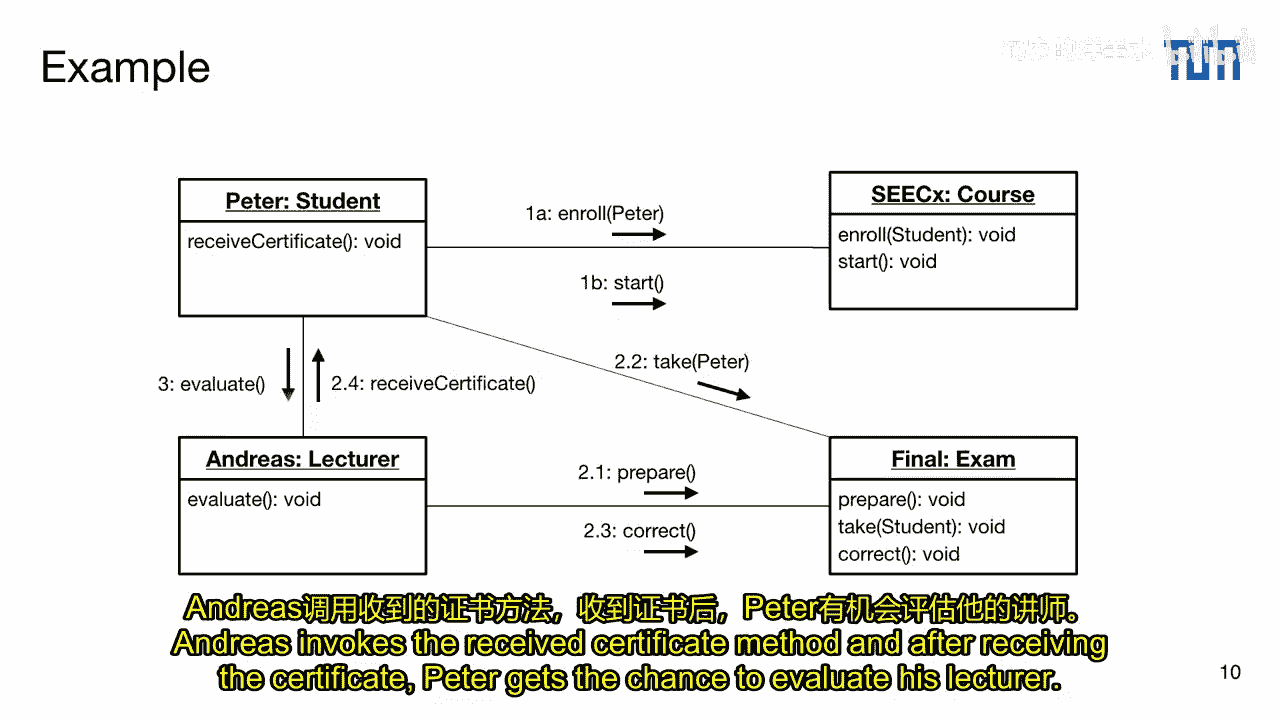 Example
Peter: Student
receiveCertificate(): void
1a: enroll(Peter)
1b: start()
SEECx: Course
enroll(Student): void
start(): void
3: evaluate()
2.4: receiveCertificate()
2.2: take(Peter)
Andreas: Lecturer
evaluate(): void
2.1: prepare()
2.3: correct()
Final: Exam
prepare(): void
take(Student): void
correct(): void
Andreas调用收到的证书方法，收到证书后，Peter有机会评估他的讲师。
Andreas invokes the received certificate method and after receiving
the certificate, Peter gets the chance to evaluate his lecturer.
10